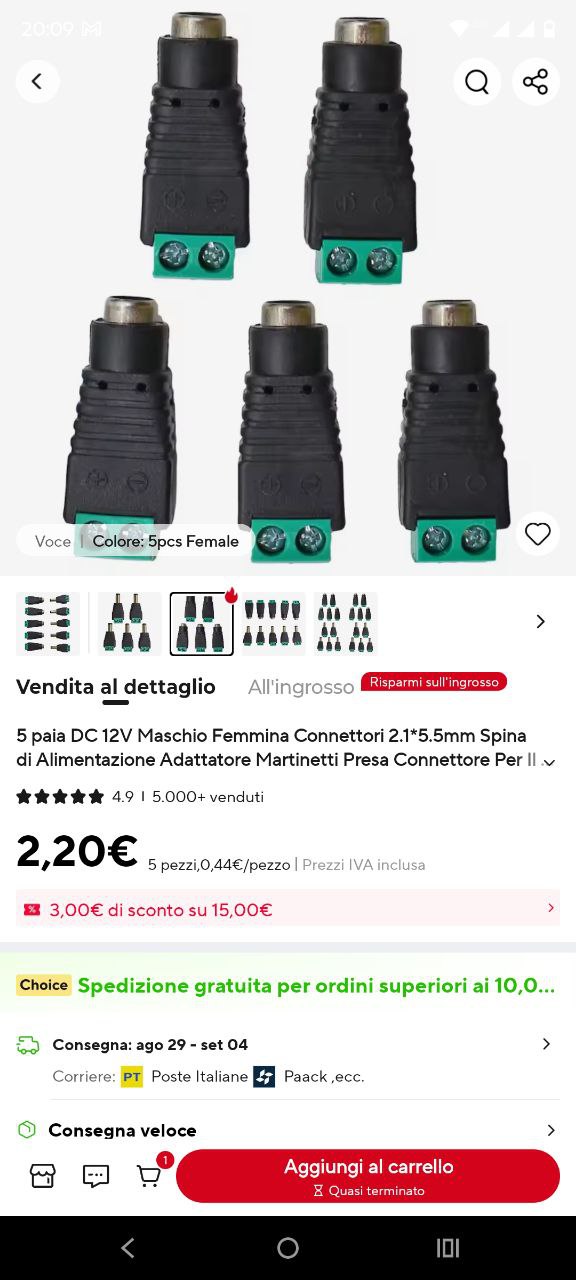 20:09
Voce | Colore: 5pcs Female
Vendita al dettaglio
All'ingrosso
Risparmi sull'ingrosso
5 paia DC 12V Maschio Femmina Connettori 2.1*5.5mm Spina
di Alimentazione Adattatore Martinetti Presa Connettore Per Il ..
4.9 | 5.000+ venduti
2,20€ 5 pezzi,0,44€/pezzo | Prezzi IVA inclusa
3,00€ di sconto su 15,00€
Choice Spedizione gratuita per ordini superiori ai 10,0...
Consegna: ago 29 - set 04
Corriere: PT Poste Italiane Paack ,ecc.
Consegna veloce
1
Aggiungi al carrello
Quasi terminato